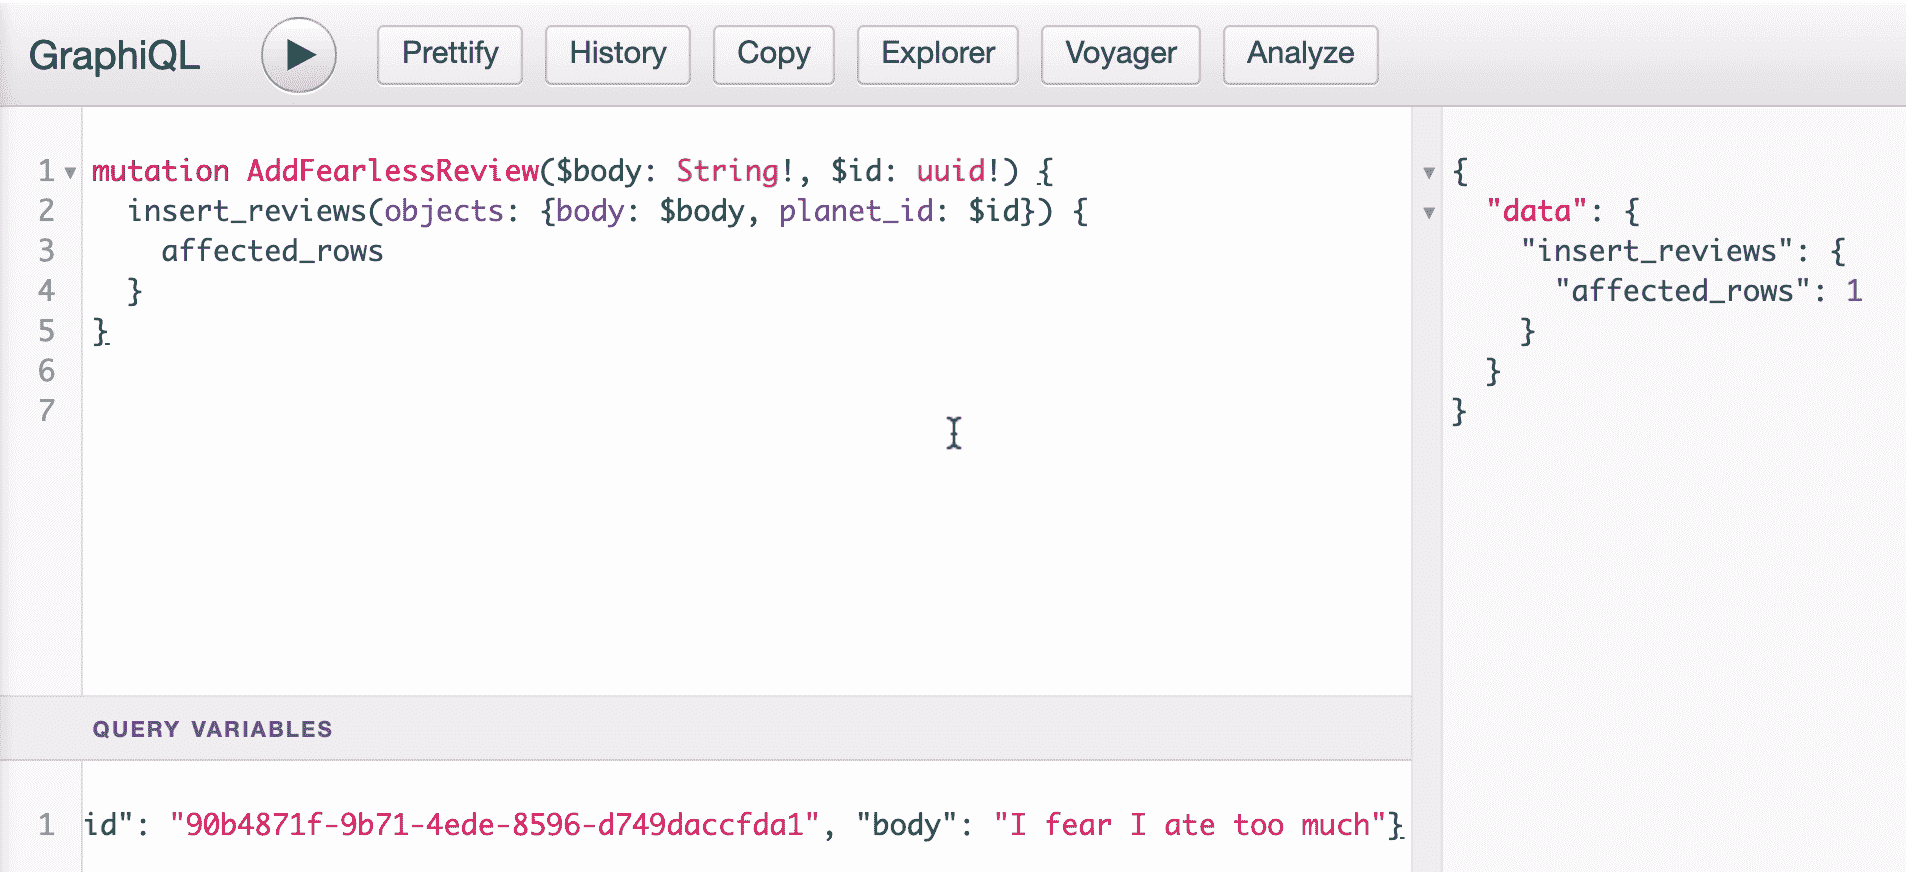 GraphiQL Prettify History Copy Explorer Voyager Analyze
1 mutation AddFearlessReview($body: String!, $id: uuid!) {
2 insert_reviews(objects: {body: $body, planet_id: $id}) {
3 affected_rows
4 }
5 }
6
7
QUERY VARIABLES
1 id": "90b4871f-9b71-4ede-8596-d749daccfda1", "body": "I fear I ate too much"}
{
"data": {
"insert_reviews": {
"affected_rows": 1
}
}
}